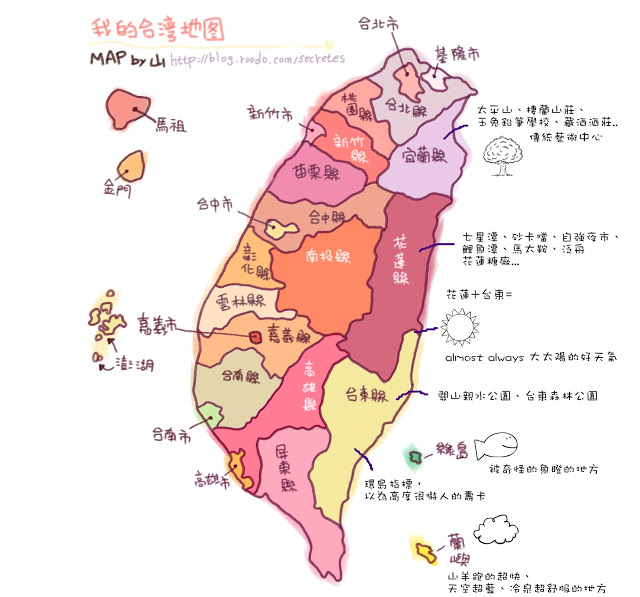 我的台湾地图
MAP by 山 http://blog.roodo.com/secretes
台北市
基隆市
馬祖
桃園縣
台北縣
新竹市
太平山、棲蘭山莊、
玉兔鉛筆學校、藏酒酒莊..
傳統藝術中心
新竹縣
宜蘭縣
金門
苗栗縣
台中市
台中縣
七星潭、砂卡噹、自強夜市、
鯉魚潭、馬太鞍、泛舟
花蓮糖廠...
花蓮縣
彰化縣
南投縣
雲林縣
花蓮+台東=
嘉義市
嘉義縣
澎湖
almost always 大太陽的好天氣
台南縣
高雄縣
台東縣
關山親水公園、台東森林公園
台南市
綠島
被奇怪的魚瞪的地方
高雄市
屏東縣
環島指標，
以為高度很懶人的壽卡
蘭嶼
山羊跑的超快、
天空超藍、冷泉超舒服的地方